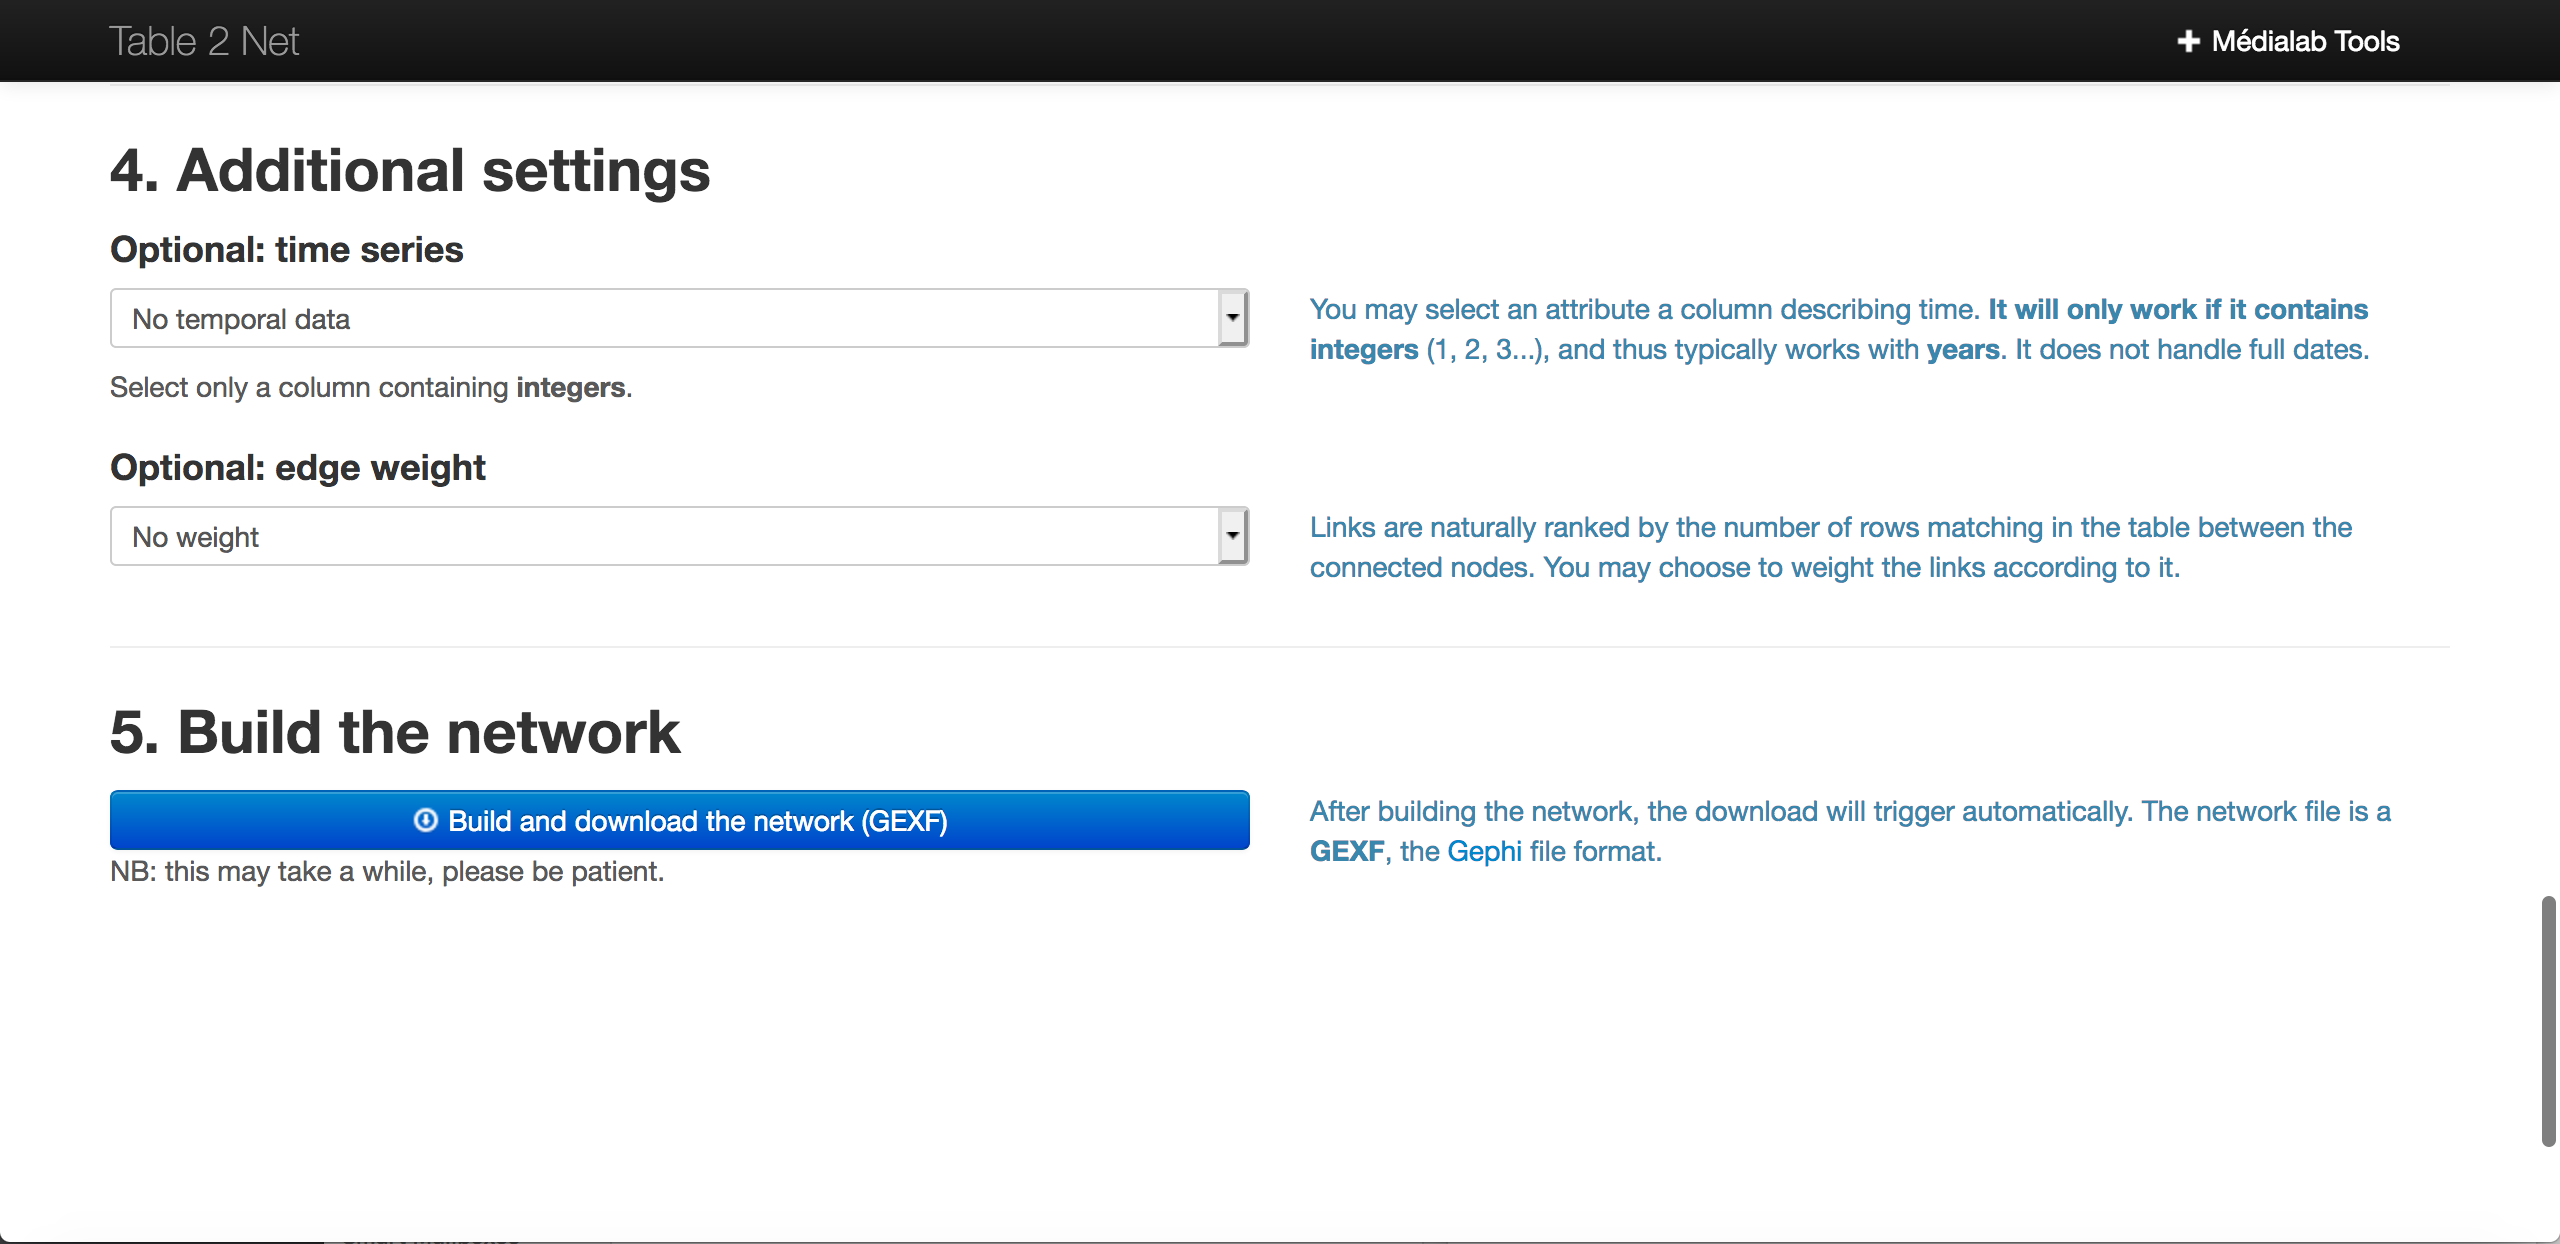 Table 2 Net
Médialab Tools
4. Additional settings
Optional: time series
No temporal data
Select only a column containing integers.
You may select an attribute a column describing time. It will only work if it contains
integers (1, 2, 3...), and thus typically works with years. It does not handle full dates.
Optional: edge weight
No weight
Links are naturally ranked by the number of rows matching in the table between the
connected nodes. You may choose to weight the links according to it.
5. Build the network
Build and download the network (GEXF)
NB: this may take a while, please be patient.
After building the network, the download will trigger automatically. The network file is a
GEXF, the Gephi file format.